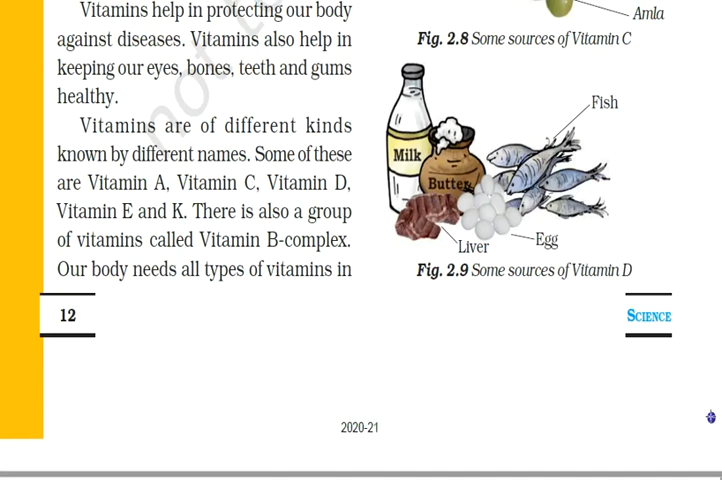 Vitamins help in protecting our body
against diseases. Vitamins also help in
keeping our eyes, bones, teeth and gums
healthy.
Vitamins are of different kinds
known by different names. Some of these
are Vitamin A, Vitamin C, Vitamin D,
Vitamin E and K. There is also a group
of vitamins called Vitamin B-complex.
Our body needs all types of vitamins in
Amla
Fig. 2.8 Some sources of Vitamin C
Fish
Milk
Butter
Liver
Egg
Fig. 2.9 Some sources of Vitamin D
12
SCIENCE
2020-21